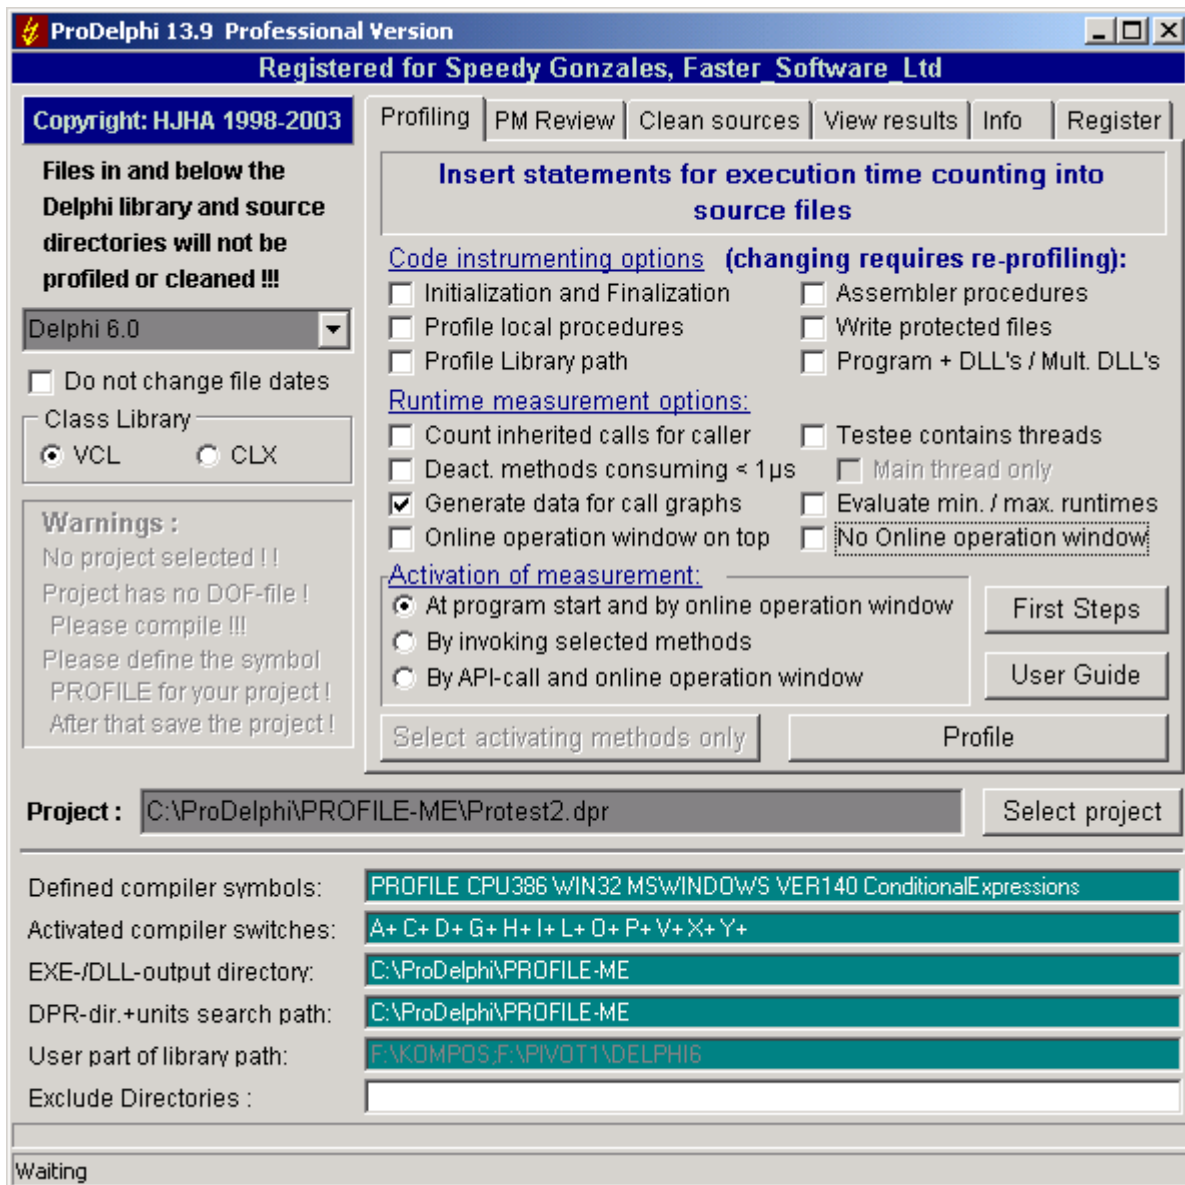 ProDelphi 13.9 Professional Version
Registered for Speedy Gonzales, Faster_Software_Ltd
Copyright: HJHA 1998-2003
Files in and below the
Delphi library and source
directories will not be
profiled or cleaned !!!
Delphi 6.0
Do not change file dates
Class Library
VCL CLX
Warnings :
No project selected ! !
Project has no DOF-file !
Please compile !!!
Please define the symbol
PROFILE for your project !
After that save the project !
Profiling PM Review Clean sources View results Info Register
Insert statements for execution time counting into
source files
Code instrumenting options (changing requires re-profiling):
Initialization and Finalization Assembler procedures
Profile local procedures Write protected files
Profile Library path Program + DLL's / Mult. DLL's
Runtime measurement options:
Count inherited calls for caller Testee contains threads
Deact. methods consuming < 1µs Main thread only
Generate data for call graphs Evaluate min. / max. runtimes
Online operation window on top No Online operation window
Activation of measurement:
At program start and by online operation window
By invoking selected methods
By API-call and online operation window
First Steps
User Guide
Select activating methods only Profile
Project : C:\ProDelphi\PROFILE-ME\Protest2.dpr Select project
Defined compiler symbols: PROFILE CPU386 WIN32 MSWINDOWS VER140 ConditionalExpressions
Activated compiler switches: A+ C+ D+ G+ H+ I+ L+ O+ P+ V+ X+ Y+
EXE-/DLL-output directory: C:\ProDelphi\PROFILE-ME
DPR-dir.+units search path: C:\ProDelphi\PROFILE-ME
User part of library path: F:\KOMPOS;F:\PIVOT1\DELPHI6
Exclude Directories :
Waiting